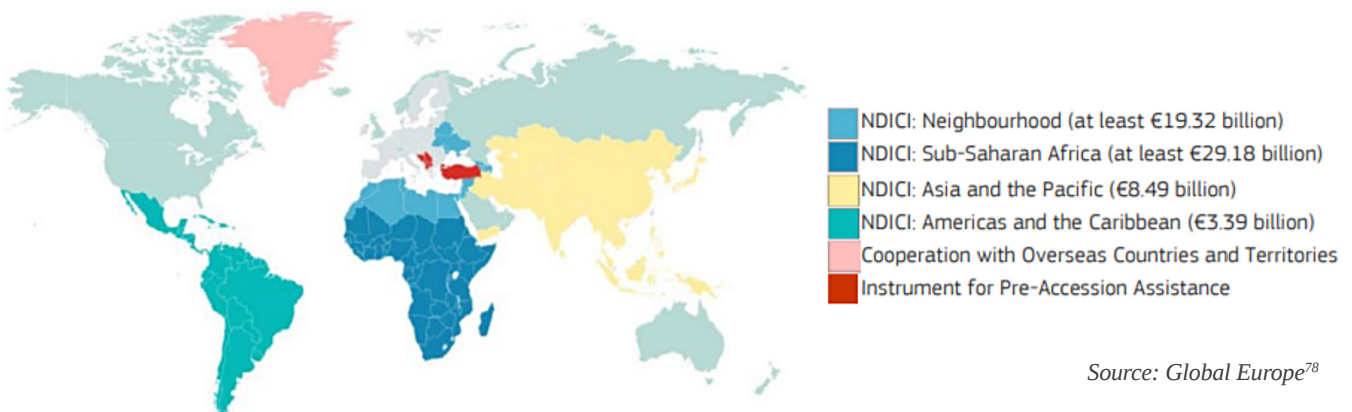 NDICI: Neighbourhood (at least €19.32 billion)
NDICI: Sub-Saharan Africa (at least €29.18 billion)
NDICI: Asia and the Pacific (€8.49 billion)
NDICI: Americas and the Caribbean (€3.39 billion)
Cooperation with Overseas Countries and Territories
Instrument for Pre-Accession Assistance
Source: Global Europe78